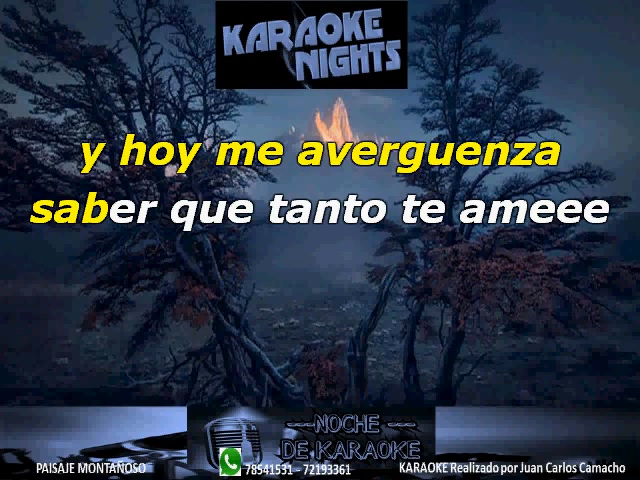 KARAOKE
NIGHTS
y hoy me averguenza
saber que tanto te ameee
---NOCHE---
DE KARAOKE
PAISAJE MONTAÑOSO
78541531 - 72193361
KARAOKE Realizado por Juan Carlos Camacho